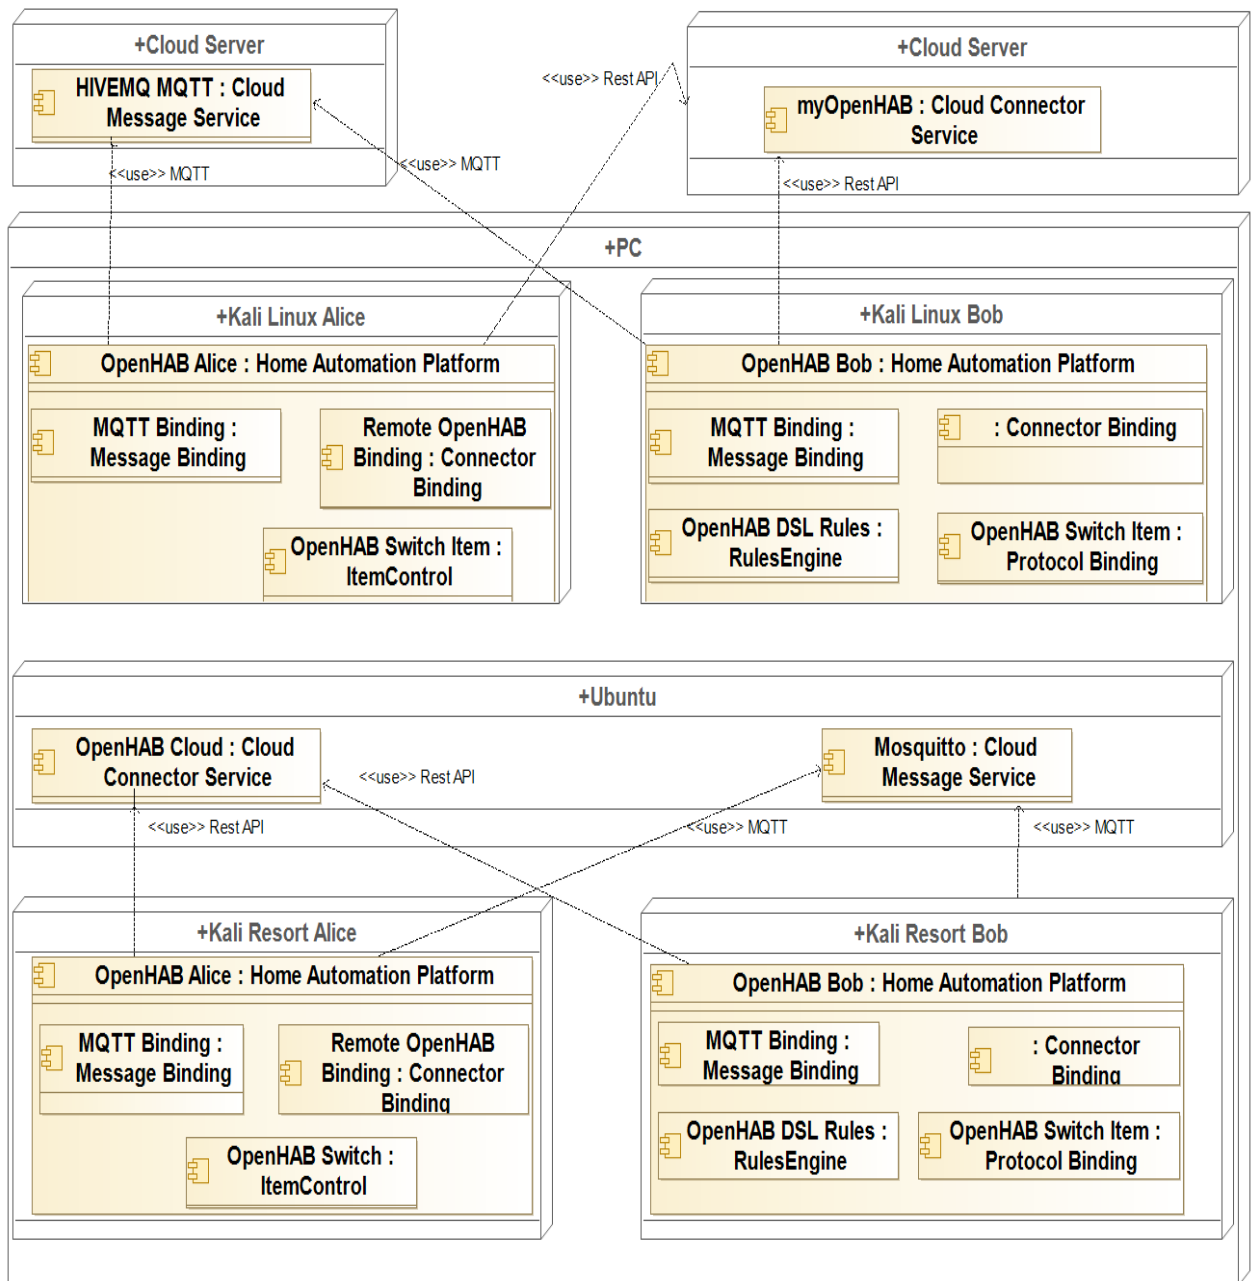 +Cloud Server
HIVEMQ MQTT : Cloud
Message Service
<<use>> MQTT
<<use>> MQTT
<<use>> Rest API
+Cloud Server
myOpenHAB : Cloud Connector
Service
<<use>> Rest API
+PC
+Kali Linux Alice
OpenHAB Alice : Home Automation Platform
MQTT Binding :
Message Binding
Remote OpenHAB
Binding : Connector
Binding
OpenHAB Switch Item :
ItemControl
+Kali Linux Bob
OpenHAB Bob : Home Automation Platform
MQTT Binding :
Message Binding
: Connector Binding
OpenHAB DSL Rules :
RulesEngine
OpenHAB Switch Item :
Protocol Binding
+Ubuntu
OpenHAB Cloud : Cloud
Connector Service
<<use>> Rest API
Mosquitto : Cloud
Message Service
<<use>> Rest API
<<use>> MQTT
<<use>> MQTT
+Kali Resort Alice
OpenHAB Alice : Home Automation Platform
MQTT Binding :
Message Binding
Remote OpenHAB
Binding : Connector
Binding
OpenHAB Switch :
ItemControl
+Kali Resort Bob
OpenHAB Bob : Home Automation Platform
MQTT Binding :
Message Binding
: Connector
Binding
OpenHAB DSL Rules :
RulesEngine
OpenHAB Switch Item :
Protocol Binding